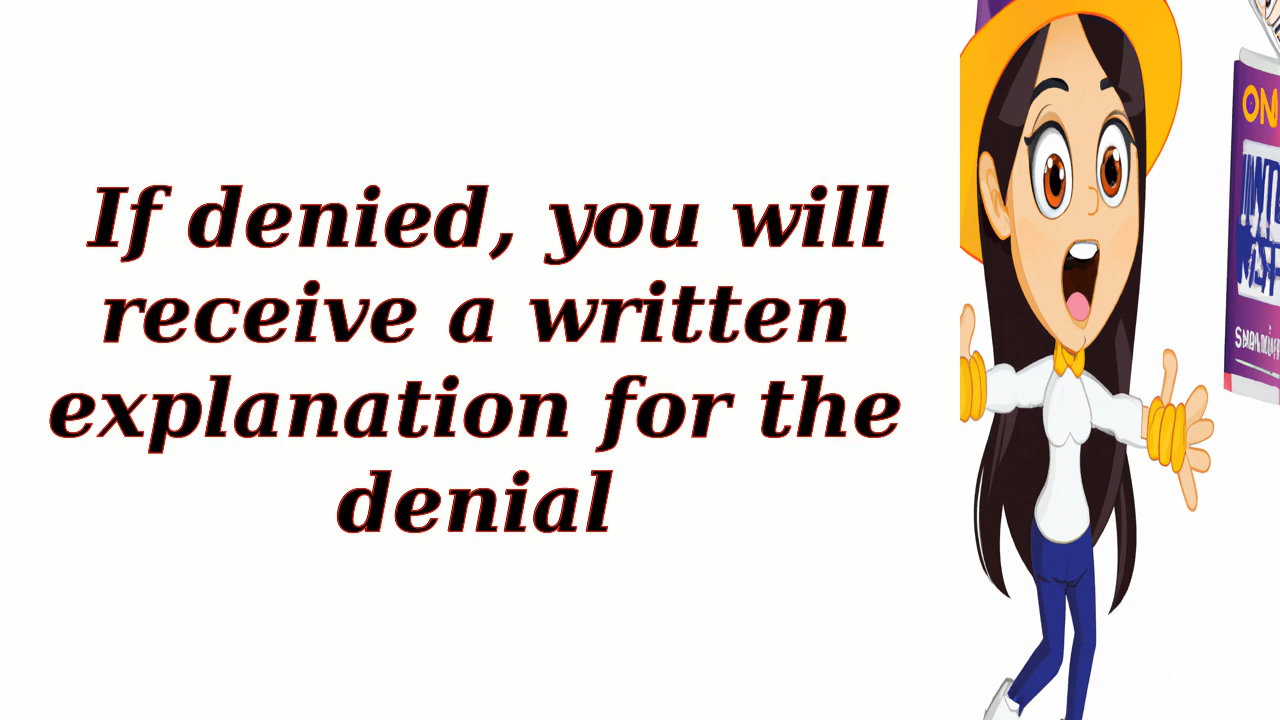 If denied, you will
receive a written
explanation for the
denial
ON